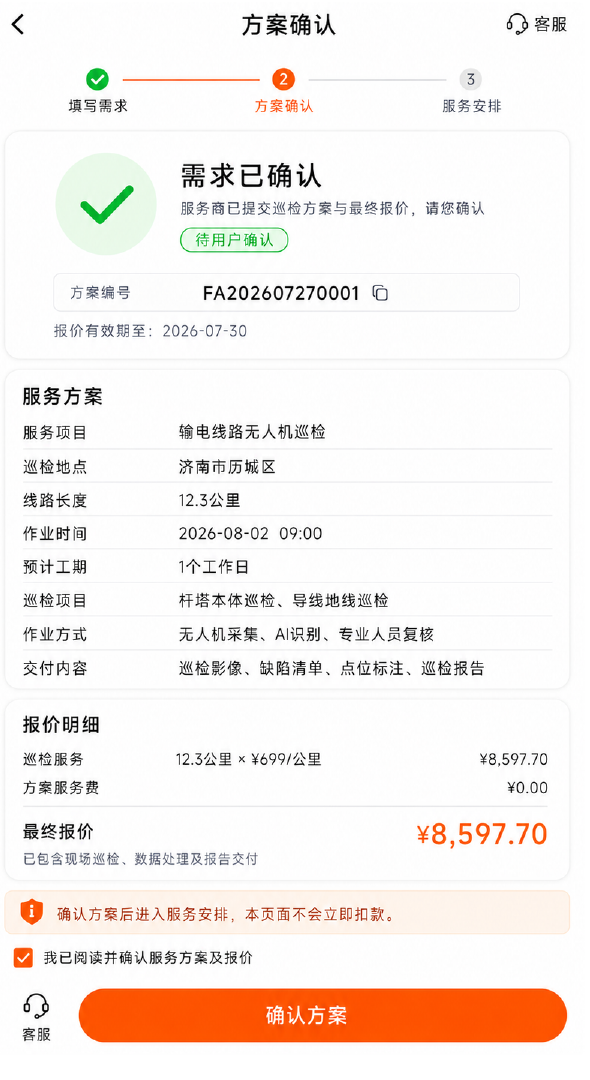 方案确认
客服
2 3
填写需求 方案确认 服务安排
需求已确认
服务商已提交巡检方案与最终报价，请您确认
待用户确认
方案编号 FA202607270001
报价有效期至：2026-07-30
服务方案
服务项目 输电线路无人机巡检
巡检地点 济南市历城区
线路长度 12.3公里
作业时间 2026-08-02 09:00
预计工期 1个工作日
巡检项目 杆塔本体巡检、导线地线巡检
作业方式 无人机采集、AI识别、专业人员复核
交付内容 巡检影像、缺陷清单、点位标注、巡检报告
报价明细
巡检服务 12.3公里 × ¥699/公里 ¥8,597.70
方案服务费 ¥0.00
最终报价 ¥8,597.70
已包含现场巡检、数据处理及报告交付
确认方案后进入服务安排，本页面不会立即扣款。
我已阅读并确认服务方案及报价
客服
确认方案